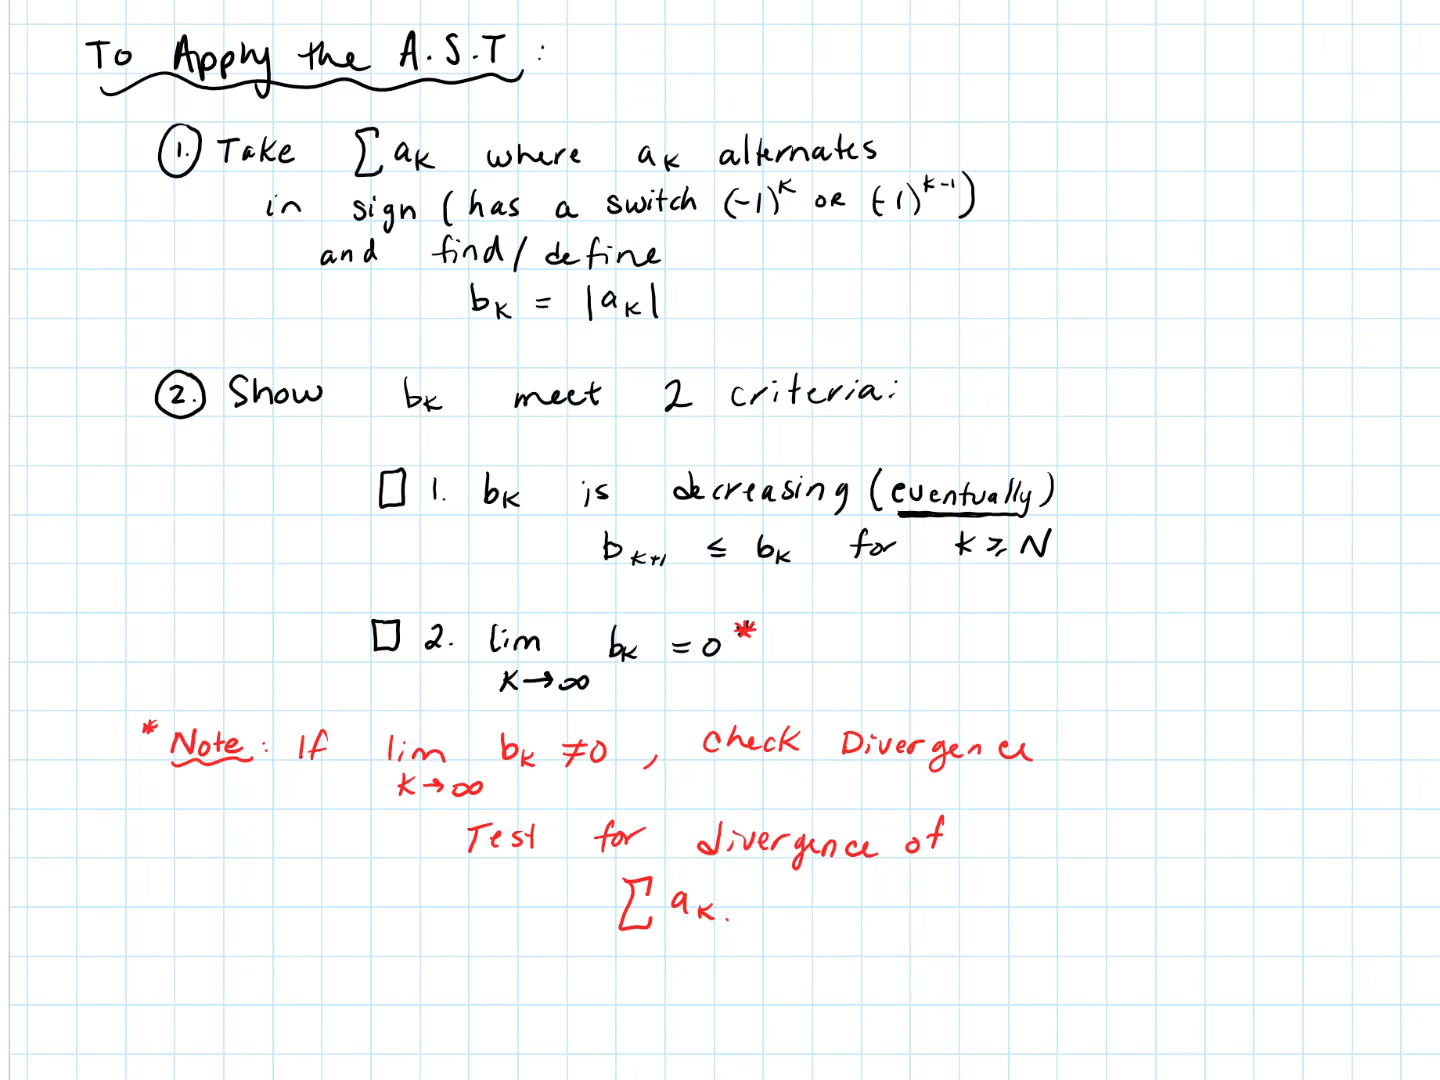 To Apply the A.S.T :
1. Take ∑ aₖ where aₖ alternates
in sign (has a switch (-1)ᵏ or (-1)ᵏ⁻¹)
and find/define
bₖ = |aₖ|
2. Show bₖ meet 2 criteria:
☐ 1. bₖ is decreasing (eventually)
bₖ₊₁ ≤ bₖ for k ≥ N
☐ 2. lim bₖ = 0 *
k→∞
* Note: If lim bₖ ≠ 0, check Divergence
k→∞
Test for divergence of
∑ aₖ.